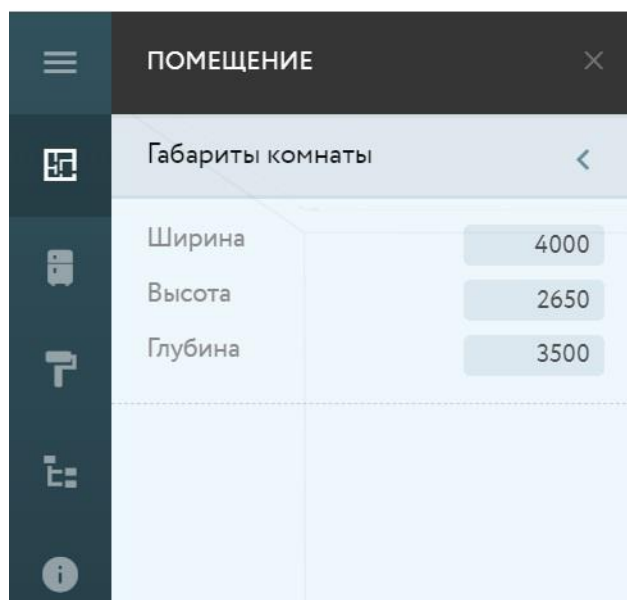 ПОМЕЩЕНИЕ
Габариты комнаты
Ширина 4000
Высота 2650
Глубина 3500